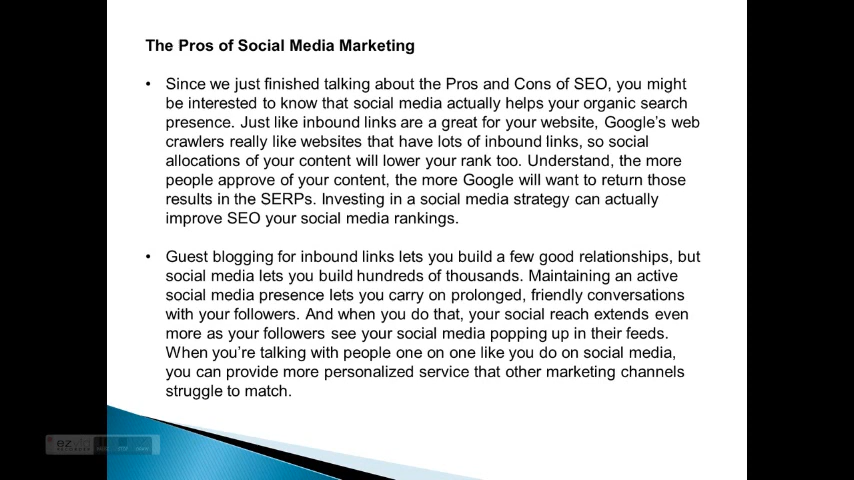 The Pros of Social Media Marketing
• Since we just finished talking about the Pros and Cons of SEO, you might
be interested to know that social media actually helps your organic search
presence. Just like inbound links are a great for your website, Google's web
crawlers really like websites that have lots of inbound links, so social
allocations of your content will lower your rank too. Understand, the more
people approve of your content, the more Google will want to return those
results in the SERPs. Investing in a social media strategy can actually
improve SEO your social media rankings.
• Guest blogging for inbound links lets you build a few good relationships, but
social media lets you build hundreds of thousands. Maintaining an active
social media presence lets you carry on prolonged, friendly conversations
with your followers. And when you do that, your social reach extends even
more as your followers see your social media popping up in their feeds.
When you're talking with people one on one like you do on social media,
you can provide more personalized service that other marketing channels
struggle to match.
ezvid